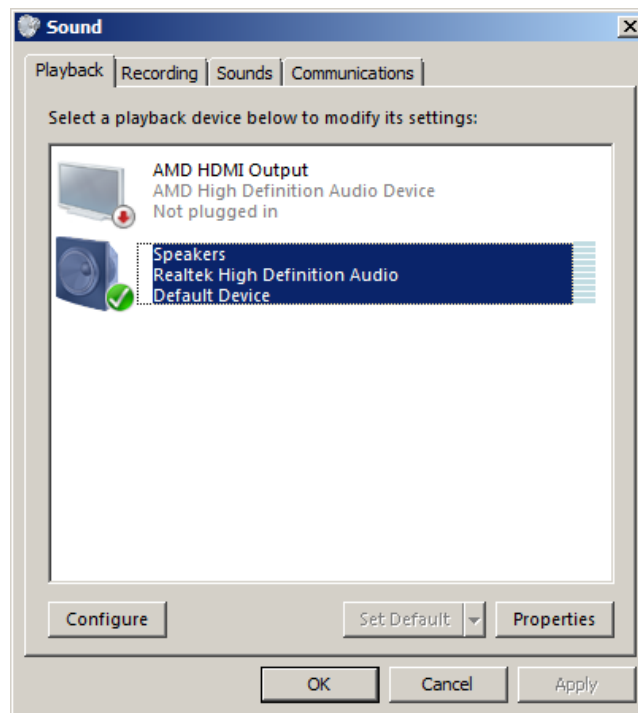 Sound
Playback Recording Sounds Communications
Select a playback device below to modify its settings:
AMD HDMI Output
AMD High Definition Audio Device
Not plugged in
Speakers
Realtek High Definition Audio
Default Device
Configure Set Default Properties
OK Cancel Apply